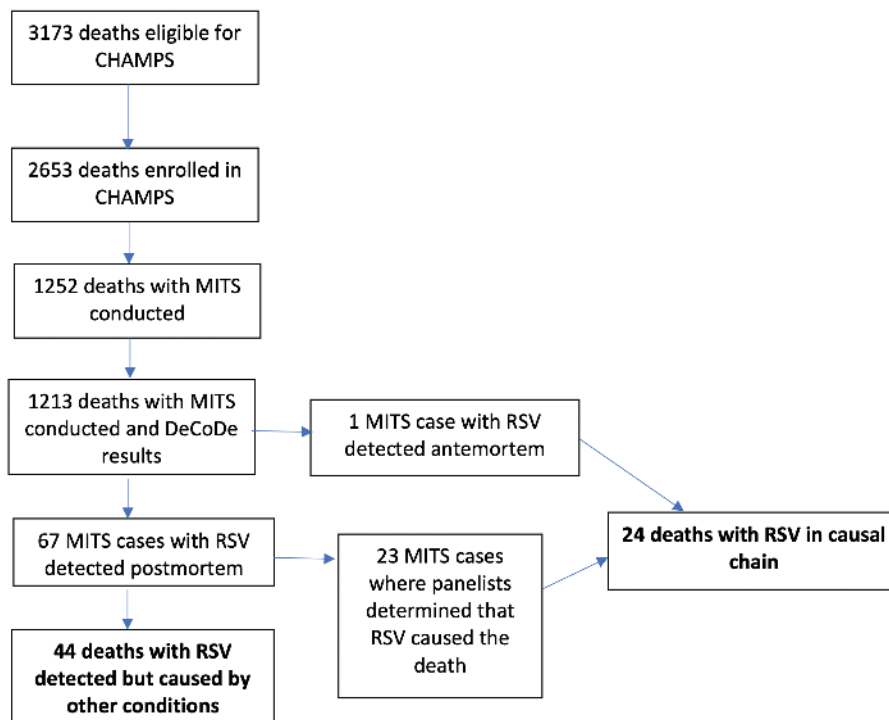 3173 deaths eligible for
CHAMPS
2653 deaths enrolled in
CHAMPS
1252 deaths with MITS
conducted
1213 deaths with MITS
conducted and DeCoDe
results
1 MITS case with RSV
detected antemortem
67 MITS cases with RSV
detected postmortem
23 MITS cases
where panelists
determined that
RSV caused the
death
24 deaths with RSV in causal
chain
44 deaths with RSV
detected but caused by
other conditions